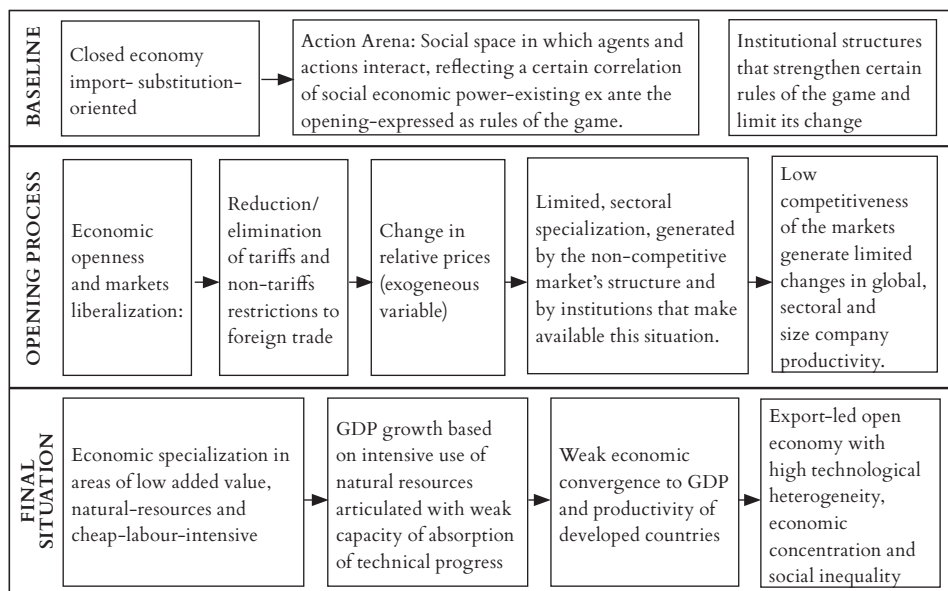 BASELINE
Closed economy
import- substitution-
oriented
Action Arena: Social space in which agents and
actions interact, reflecting a certain correlation
of social economic power-existing ex ante the
opening-expressed as rules of the game.
Institutional structures
that strengthen certain
rules of the game and
limit its change
OPENING PROCESS
Economic
openness
and markets
liberalization:
Reduction/
elimination
of tariffs and
non-tariffs
restrictions to
foreign trade
Change in
relative prices
(exogeneous
variable)
Limited, sectoral
specialization, generated
by the non-competitive
market's structure and
by institutions that make
available this situation.
Low
competitiveness
of the markets
generate limited
changes in global,
sectoral and
size company
productivity.
FINAL
SITUATION
Economic specialization in
areas of low added value,
natural-resources and
cheap-labour-intensive
GDP growth based
on intensive use of
natural resources
articulated with weak
capacity of absorption
of technical progress
Weak economic
convergence to GDP
and productivity of
developed countries
Export-led open
economy with
high technological
heterogeneity,
economic
concentration and
social inequality